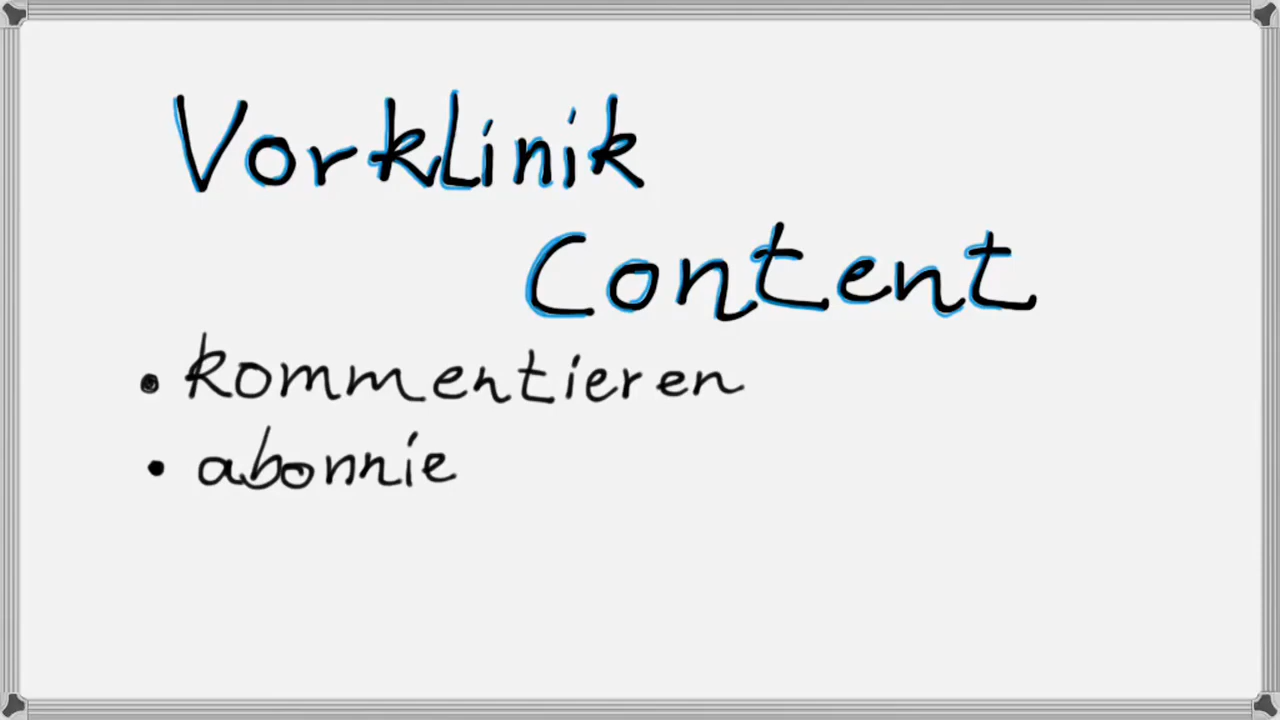 Vorklinik
Content
• kommentieren
• abonnie